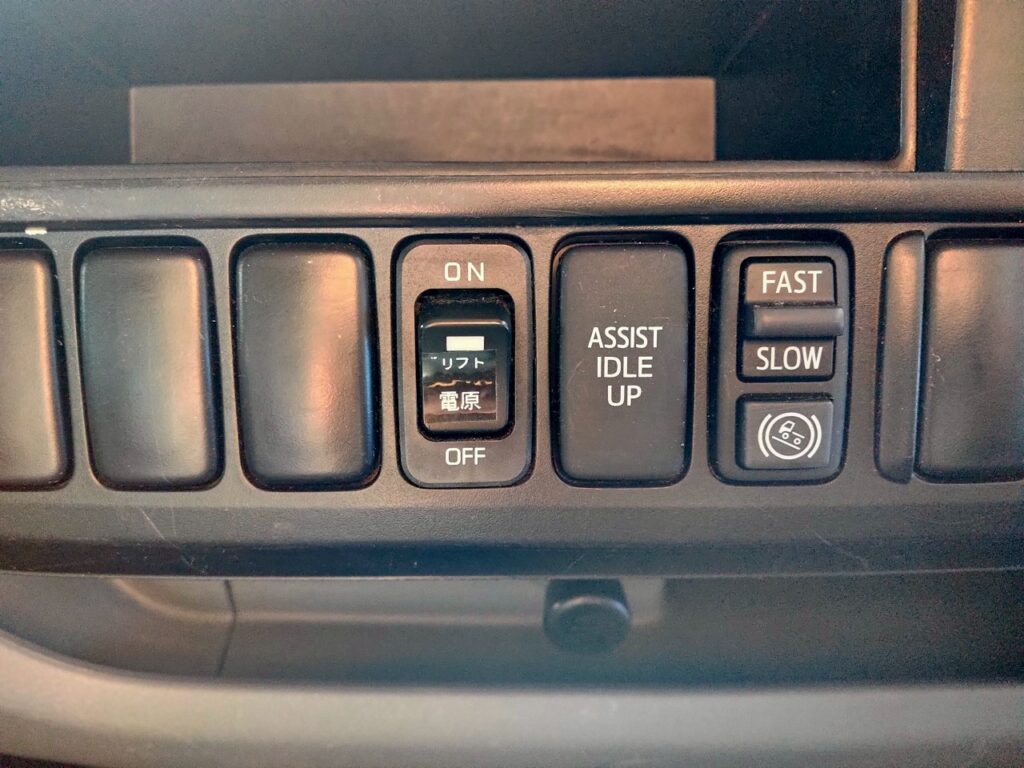 ON
リフト
電原
OFF
ASSIST
IDLE
UP
FAST
SLOW